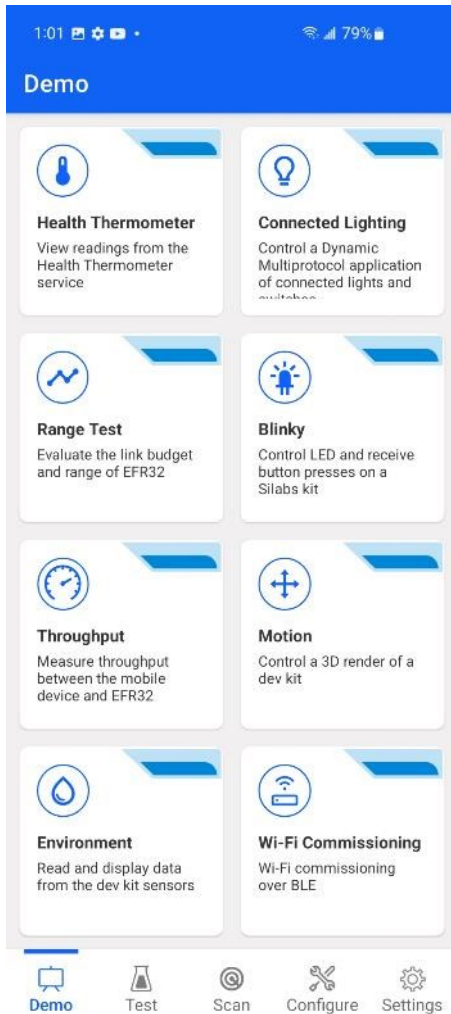 1:01
79%
Demo
Health Thermometer
View readings from the
Health Thermometer
service
Connected Lighting
Control a Dynamic
Multiprotocol application
of connected lights and
switches
Range Test
Evaluate the link budget
and range of EFR32
Blinky
Control LED and receive
button presses on a
Silabs kit
Throughput
Measure throughput
between the mobile
device and EFR32
Motion
Control a 3D render of a
dev kit
Environment
Read and display data
from the dev kit sensors
Wi-Fi Commissioning
Wi-Fi commissioning
over BLE
Demo
Test
Scan
Configure
Settings